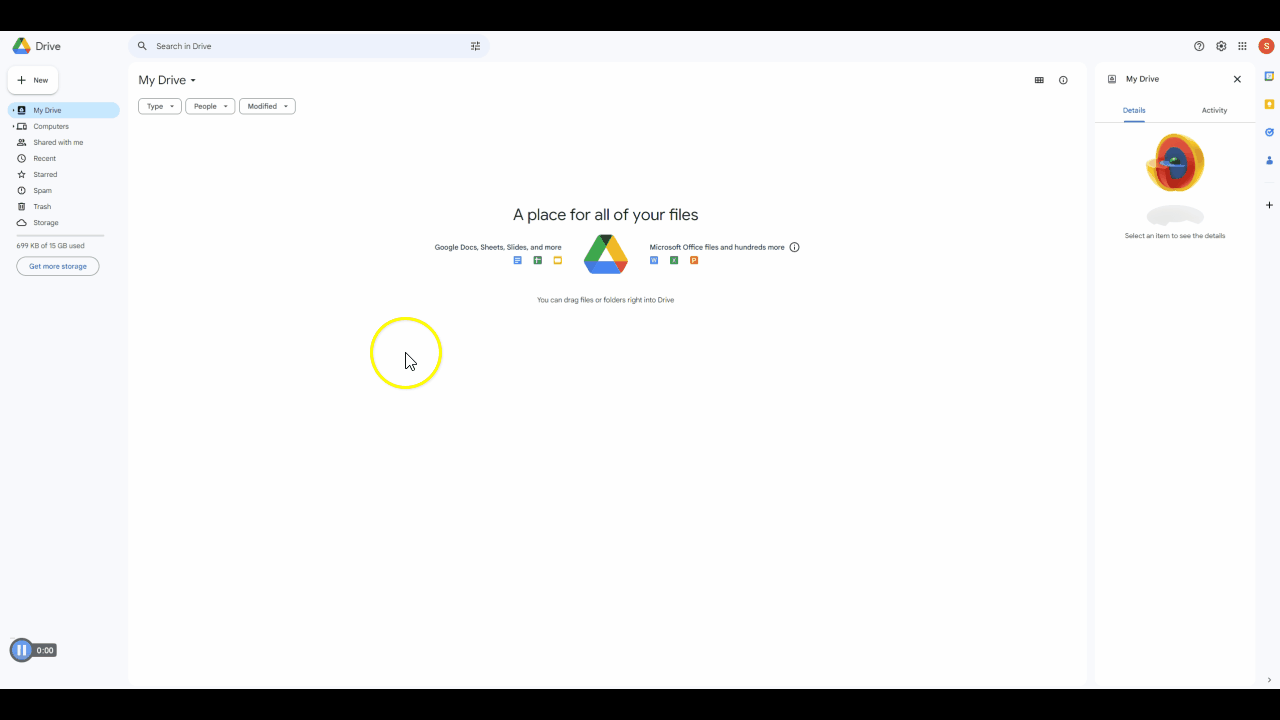 Drive
Search in Drive
S
New
My Drive
Computers
Shared with me
Recent
Starred
Spam
Trash
Storage
699 KB of 15 GB used
Get more storage
My Drive
Type
People
Modified
A place for all of your files
Google Docs, Sheets, Slides, and more
Microsoft Office files and hundreds more
W
X
P
You can drag files or folders right into Drive
My Drive
Details
Activity
Select an item to see the details
0:00